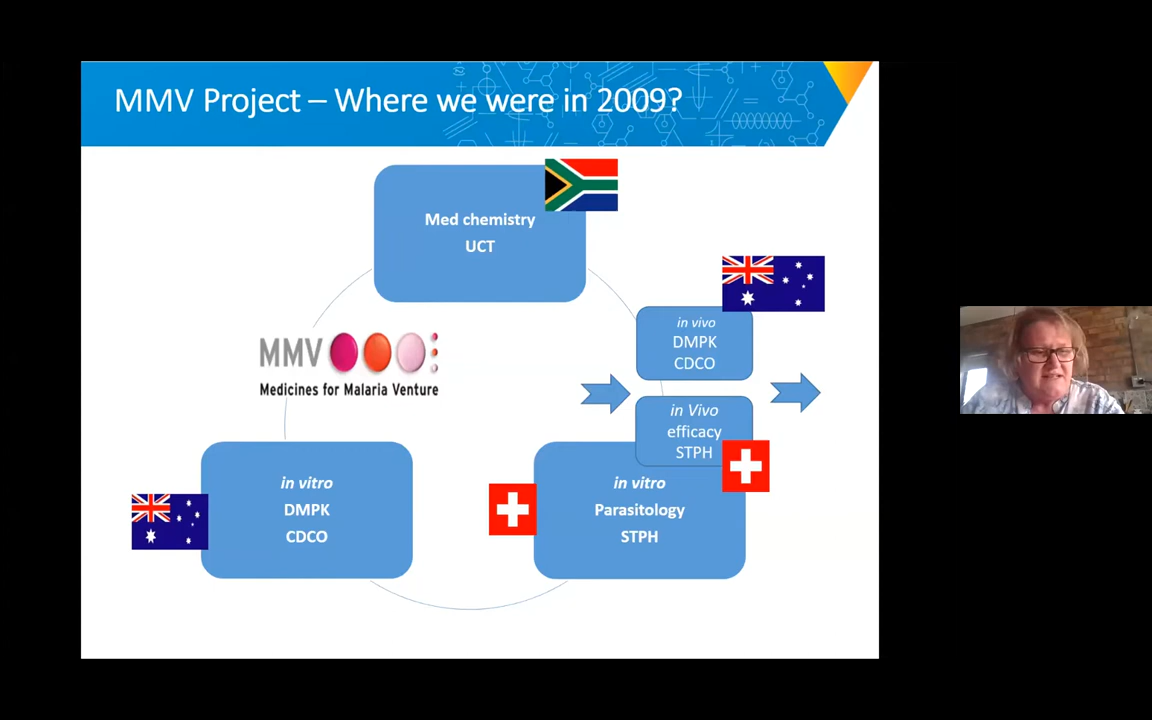 MMV Project – Where we were in 2009?
Med chemistry
UCT
in vivo
DMPK
CDCO
MMV
Medicines for Malaria Venture
in Vivo
efficacy
STPH
in vitro
DMPK
CDCO
in vitro
Parasitology
STPH